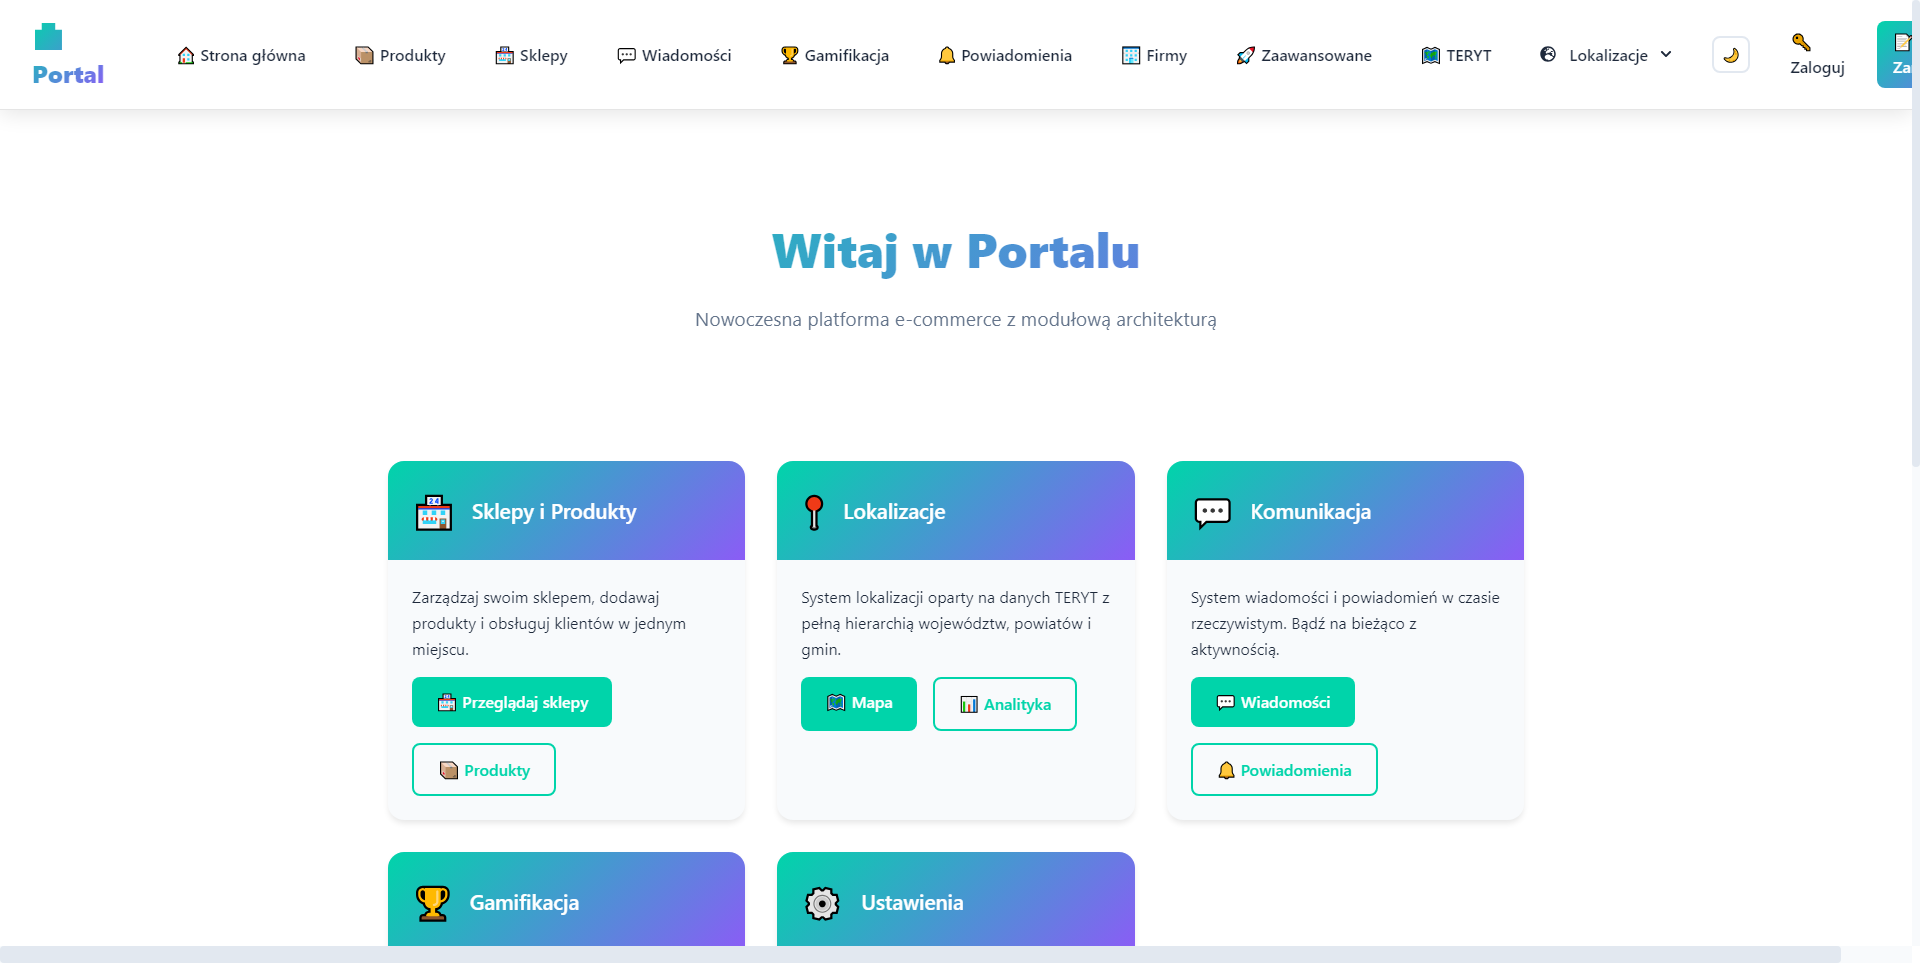 Portal
Strona główna
Produkty
Sklepy
Wiadomości
Gamifikacja
Powiadomienia
Firmy
Zaawansowane
TERYT
Lokalizacje
Zaloguj
Za
Witaj w Portalu
Nowoczesna platforma e-commerce z modułową architekturą
Sklepy i Produkty
Zarządzaj swoim sklepem, dodawaj
produkty i obsługuj klientów w jednym
miejscu.
Przeglądaj sklepy
Produkty
Lokalizacje
System lokalizacji oparty na danych TERYT z
pełną hierarchią województw, powiatów i
gmin.
Mapa
Analityka
Komunikacja
System wiadomości i powiadomień w czasie
rzeczywistym. Bądź na bieżąco z
aktywnością.
Wiadomości
Powiadomienia
Gamifikacja
Ustawienia